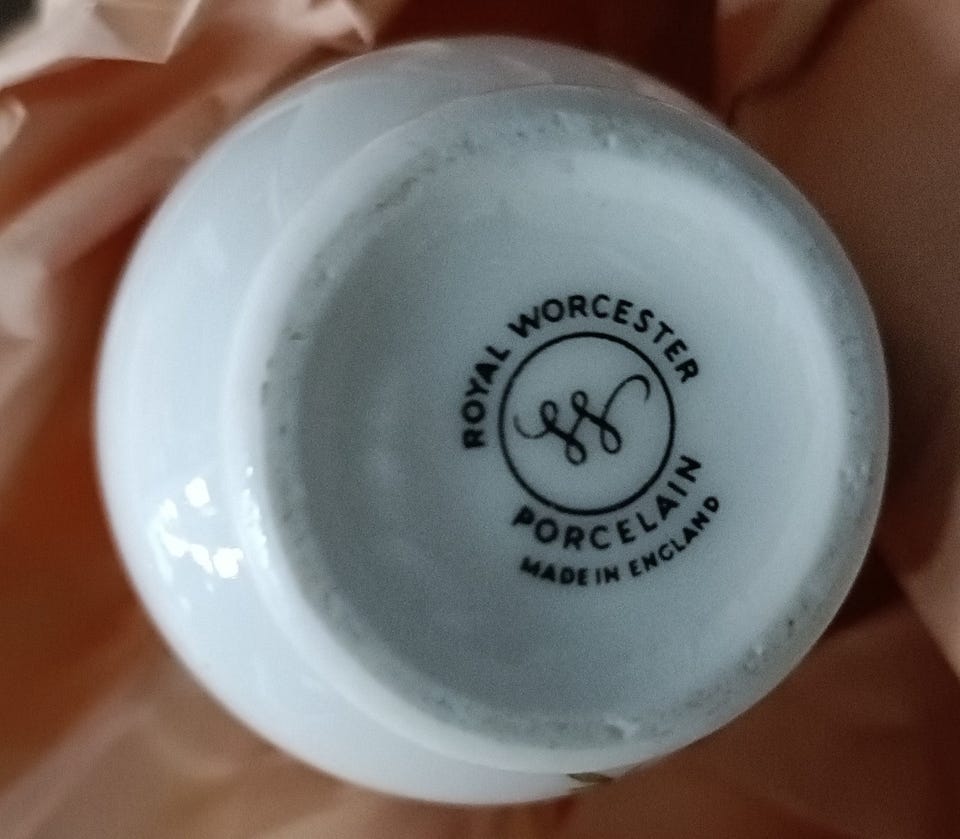 ROYAL WORCESTER
PORCELAIN
MADE IN ENGLAND